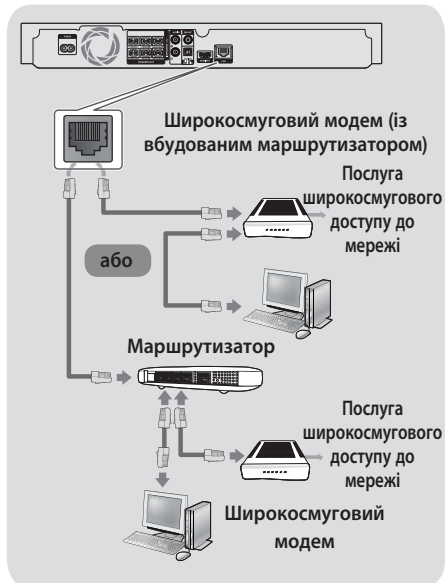 Широкосмуговий модем (із
вбудованим маршрутизатором)
Послуга
широкосмугового
доступу до
мережі
або
Маршрутизатор
Послуга
широкосмугового
доступу до
мережі
Широкосмуговий
модем